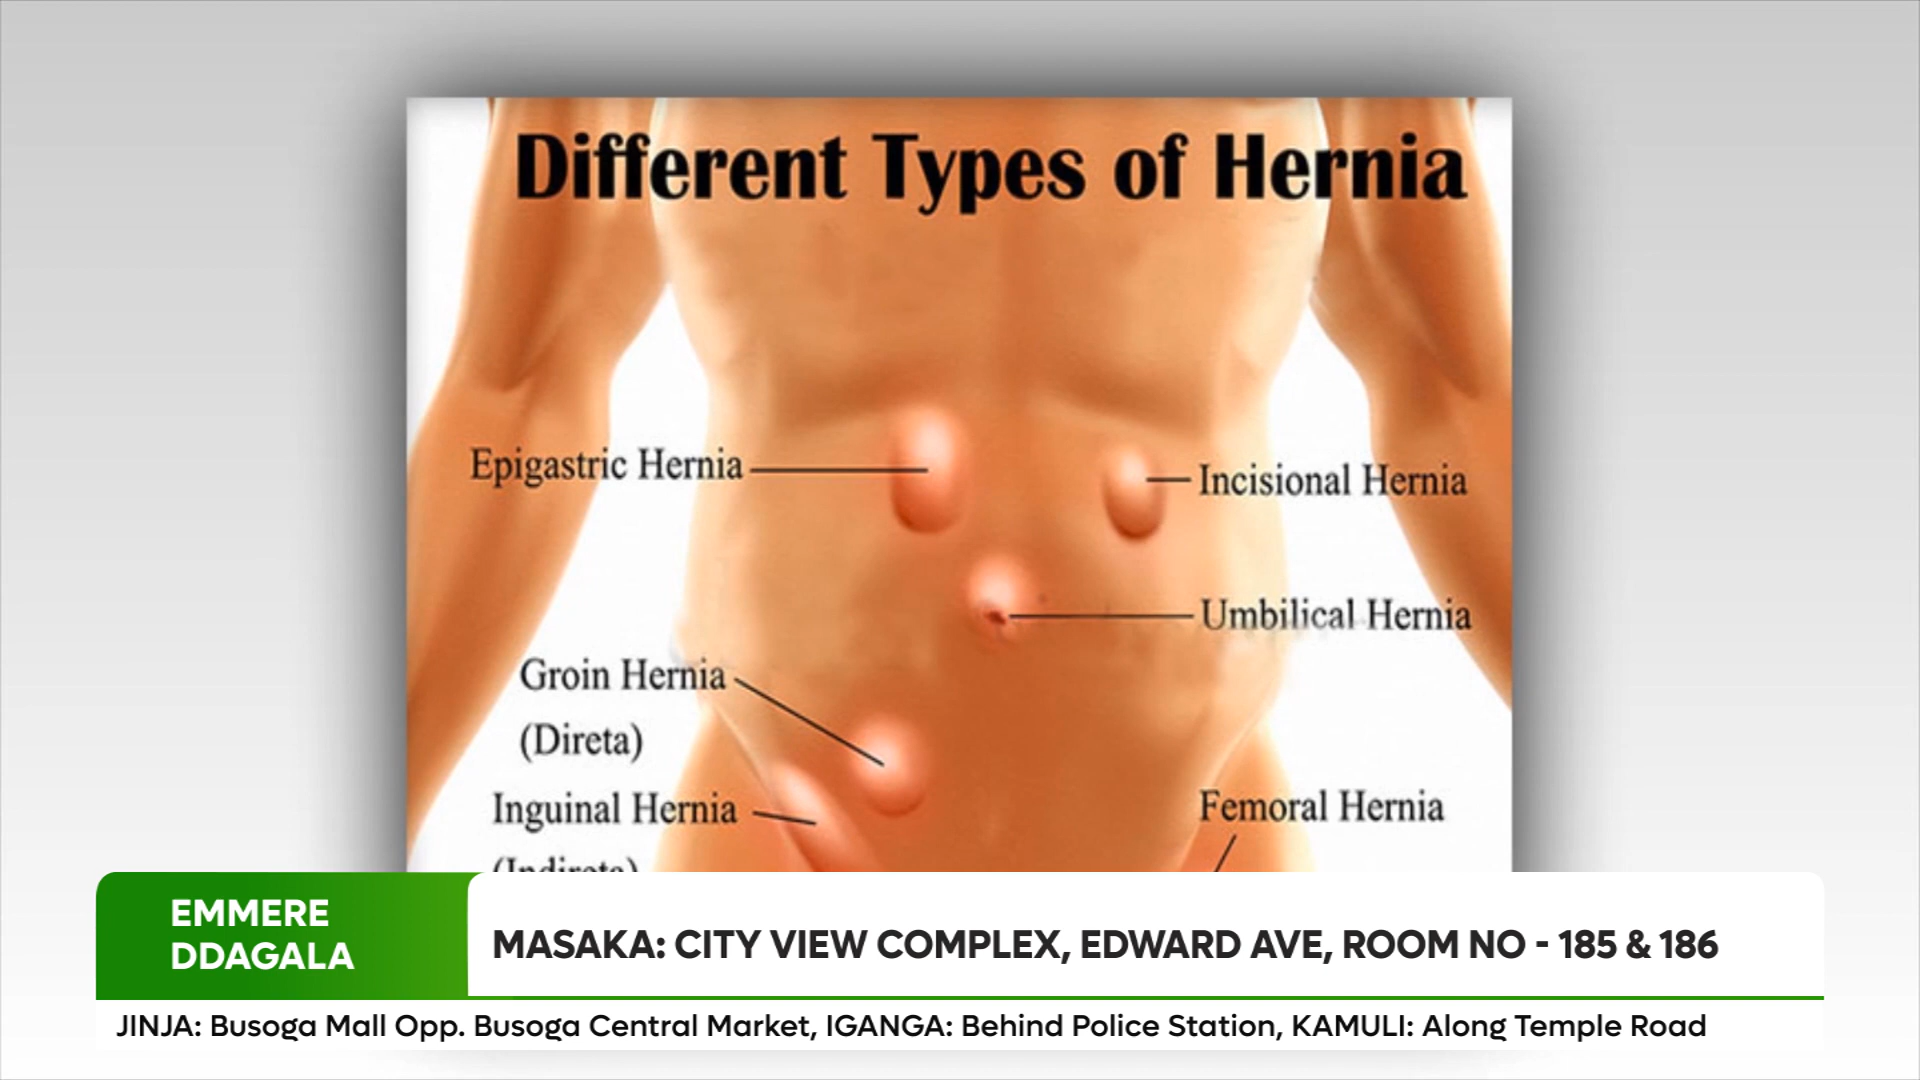 Different Types of Hernia
Epigastric Hernia
Incisional Hernia
Umbilical Hernia
Groin Hernia
(Direta)
Inguinal Hernia
Femoral Hernia
EMMERE
DDAGALA
MASAKA: CITY VIEW COMPLEX, EDWARD AVE, ROOM NO - 185 & 186
JINJA: Busoga Mall Opp. Busoga Central Market, IGANGA: Behind Police Station, KAMULI: Along Temple Road